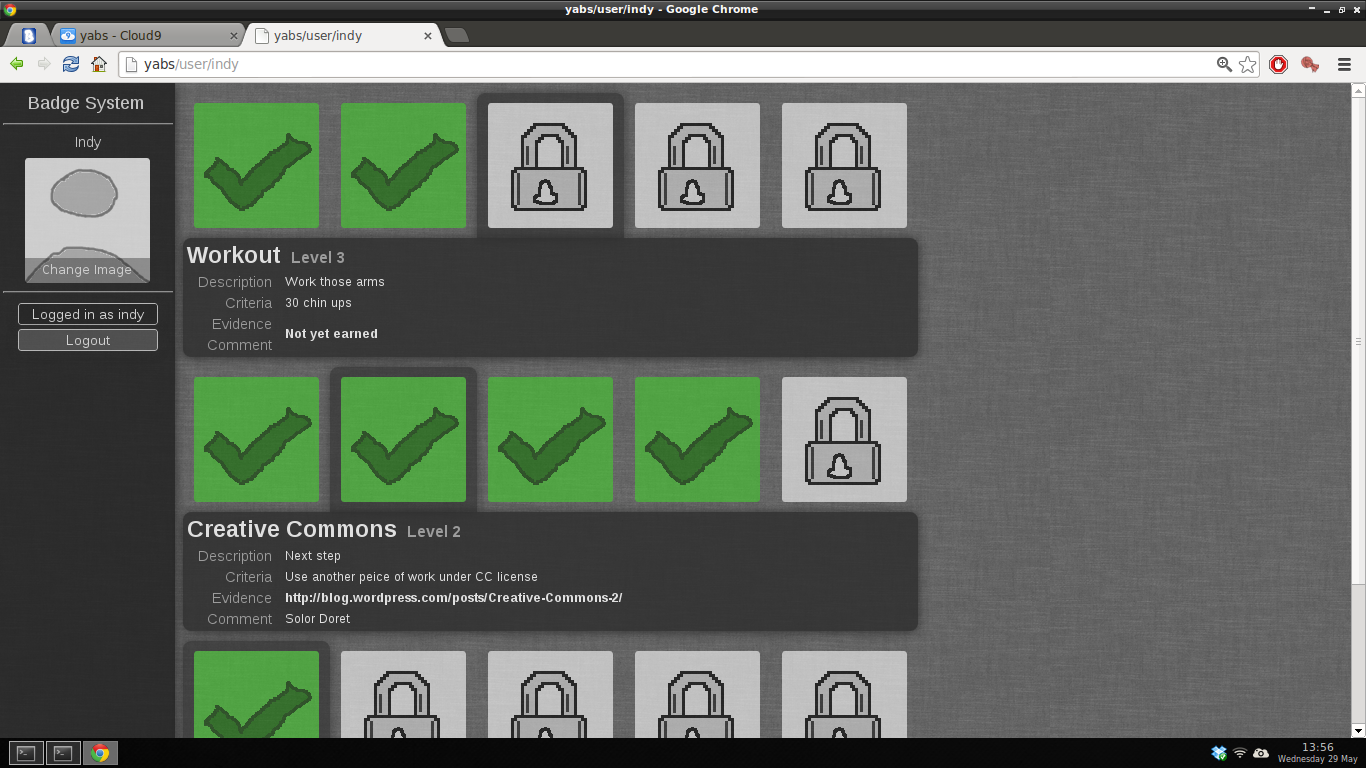 yabs/user/indy - Google Chrome
yabs - Cloud9
yabs/user/indy
yabs/user/indy
Badge System
Indy
Change Image
Logged in as indy
Logout
Workout Level 3
Description Work those arms
Criteria 30 chin ups
Evidence
Not yet earned
Comment
Creative Commons Level 2
Description Next step
Criteria Use another peice of work under CC license
Evidence http://blog.wordpress.com/posts/Creative-Commons-2/
Comment Solor Doret
13:56
Wednesday 29 May